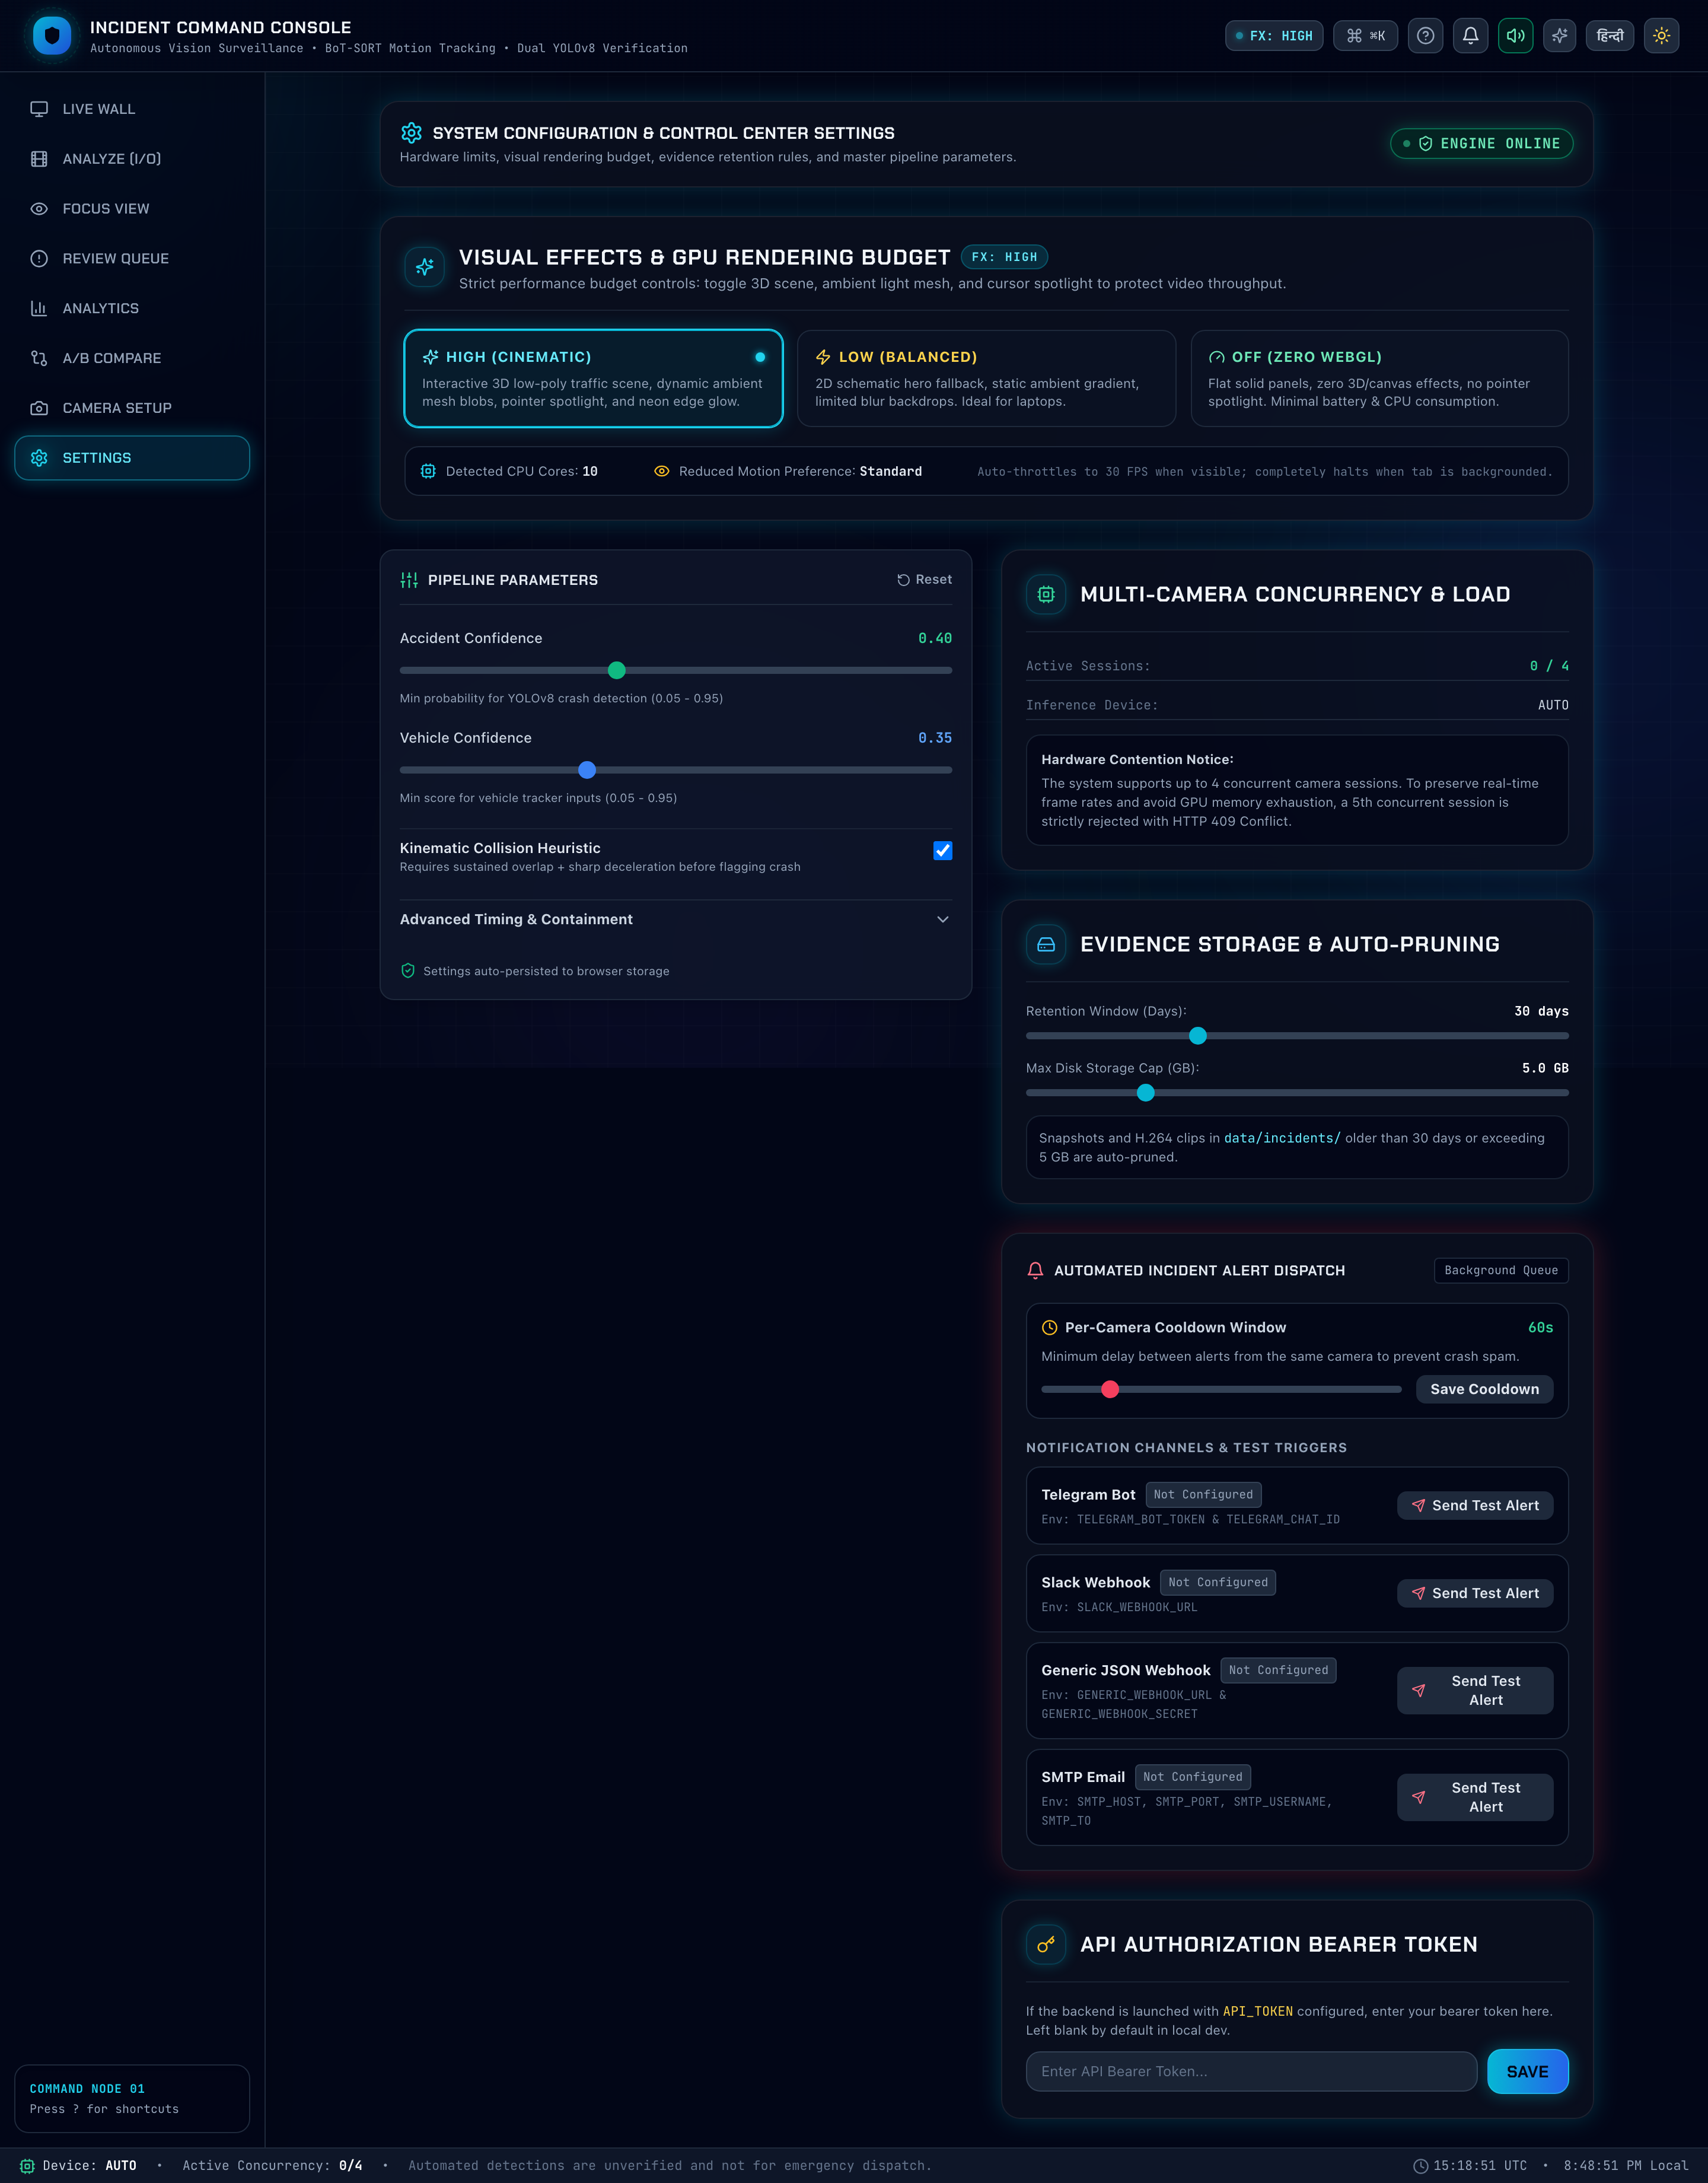 INCIDENT COMMAND CONSOLE
Autonomous Vision Surveillance • BoT-SORT Motion Tracking • Dual YOLOv8 Verification
FX: HIGH
⌘ ⌘K
हिन्दी
LIVE WALL
ANALYZE (I/O)
FOCUS VIEW
REVIEW QUEUE
ANALYTICS
A/B COMPARE
CAMERA SETUP
SETTINGS
COMMAND NODE 01
Press ? for shortcuts
SYSTEM CONFIGURATION & CONTROL CENTER SETTINGS
Hardware limits, visual rendering budget, evidence retention rules, and master pipeline parameters.
ENGINE ONLINE
VISUAL EFFECTS & GPU RENDERING BUDGET
FX: HIGH
Strict performance budget controls: toggle 3D scene, ambient light mesh, and cursor spotlight to protect video throughput.
HIGH (CINEMATIC)
Interactive 3D low-poly traffic scene, dynamic ambient
mesh blobs, pointer spotlight, and neon edge glow.
LOW (BALANCED)
2D schematic hero fallback, static ambient gradient,
limited blur backdrops. Ideal for laptops.
OFF (ZERO WEBGL)
Flat solid panels, zero 3D/canvas effects, no pointer
spotlight. Minimal battery & CPU consumption.
Detected CPU Cores: 10
Reduced Motion Preference: Standard
Auto-throttles to 30 FPS when visible; completely halts when tab is backgrounded.
PIPELINE PARAMETERS
Reset
Accident Confidence
0.40
Min probability for YOLOv8 crash detection (0.05 - 0.95)
Vehicle Confidence
0.35
Min score for vehicle tracker inputs (0.05 - 0.95)
Kinematic Collision Heuristic
Requires sustained overlap + sharp deceleration before flagging crash
Advanced Timing & Containment
Settings auto-persisted to browser storage
MULTI-CAMERA CONCURRENCY & LOAD
Active Sessions:
0 / 4
Inference Device:
AUTO
Hardware Contention Notice:
The system supports up to 4 concurrent camera sessions. To preserve real-time
frame rates and avoid GPU memory exhaustion, a 5th concurrent session is
strictly rejected with HTTP 409 Conflict.
EVIDENCE STORAGE & AUTO-PRUNING
Retention Window (Days):
30 days
Max Disk Storage Cap (GB):
5.0 GB
Snapshots and H.264 clips in data/incidents/ older than 30 days or exceeding
5 GB are auto-pruned.
AUTOMATED INCIDENT ALERT DISPATCH
Background Queue
Per-Camera Cooldown Window
60s
Minimum delay between alerts from the same camera to prevent crash spam.
Save Cooldown
NOTIFICATION CHANNELS & TEST TRIGGERS
Telegram Bot
Not Configured
Env: TELEGRAM_BOT_TOKEN & TELEGRAM_CHAT_ID
Send Test Alert
Slack Webhook
Not Configured
Env: SLACK_WEBHOOK_URL
Send Test Alert
Generic JSON Webhook
Not Configured
Env: GENERIC_WEBHOOK_URL &
GENERIC_WEBHOOK_SECRET
Send Test
Alert
SMTP Email
Not Configured
Env: SMTP_HOST, SMTP_PORT, SMTP_USERNAME,
SMTP_TO
Send Test
Alert
API AUTHORIZATION BEARER TOKEN
If the backend is launched with API_TOKEN configured, enter your bearer token here.
Left blank by default in local dev.
Enter API Bearer Token...
SAVE
Device: AUTO • Active Concurrency: 0/4 • Automated detections are unverified and not for emergency dispatch.
15:18:51 UTC • 8:48:51 PM Local